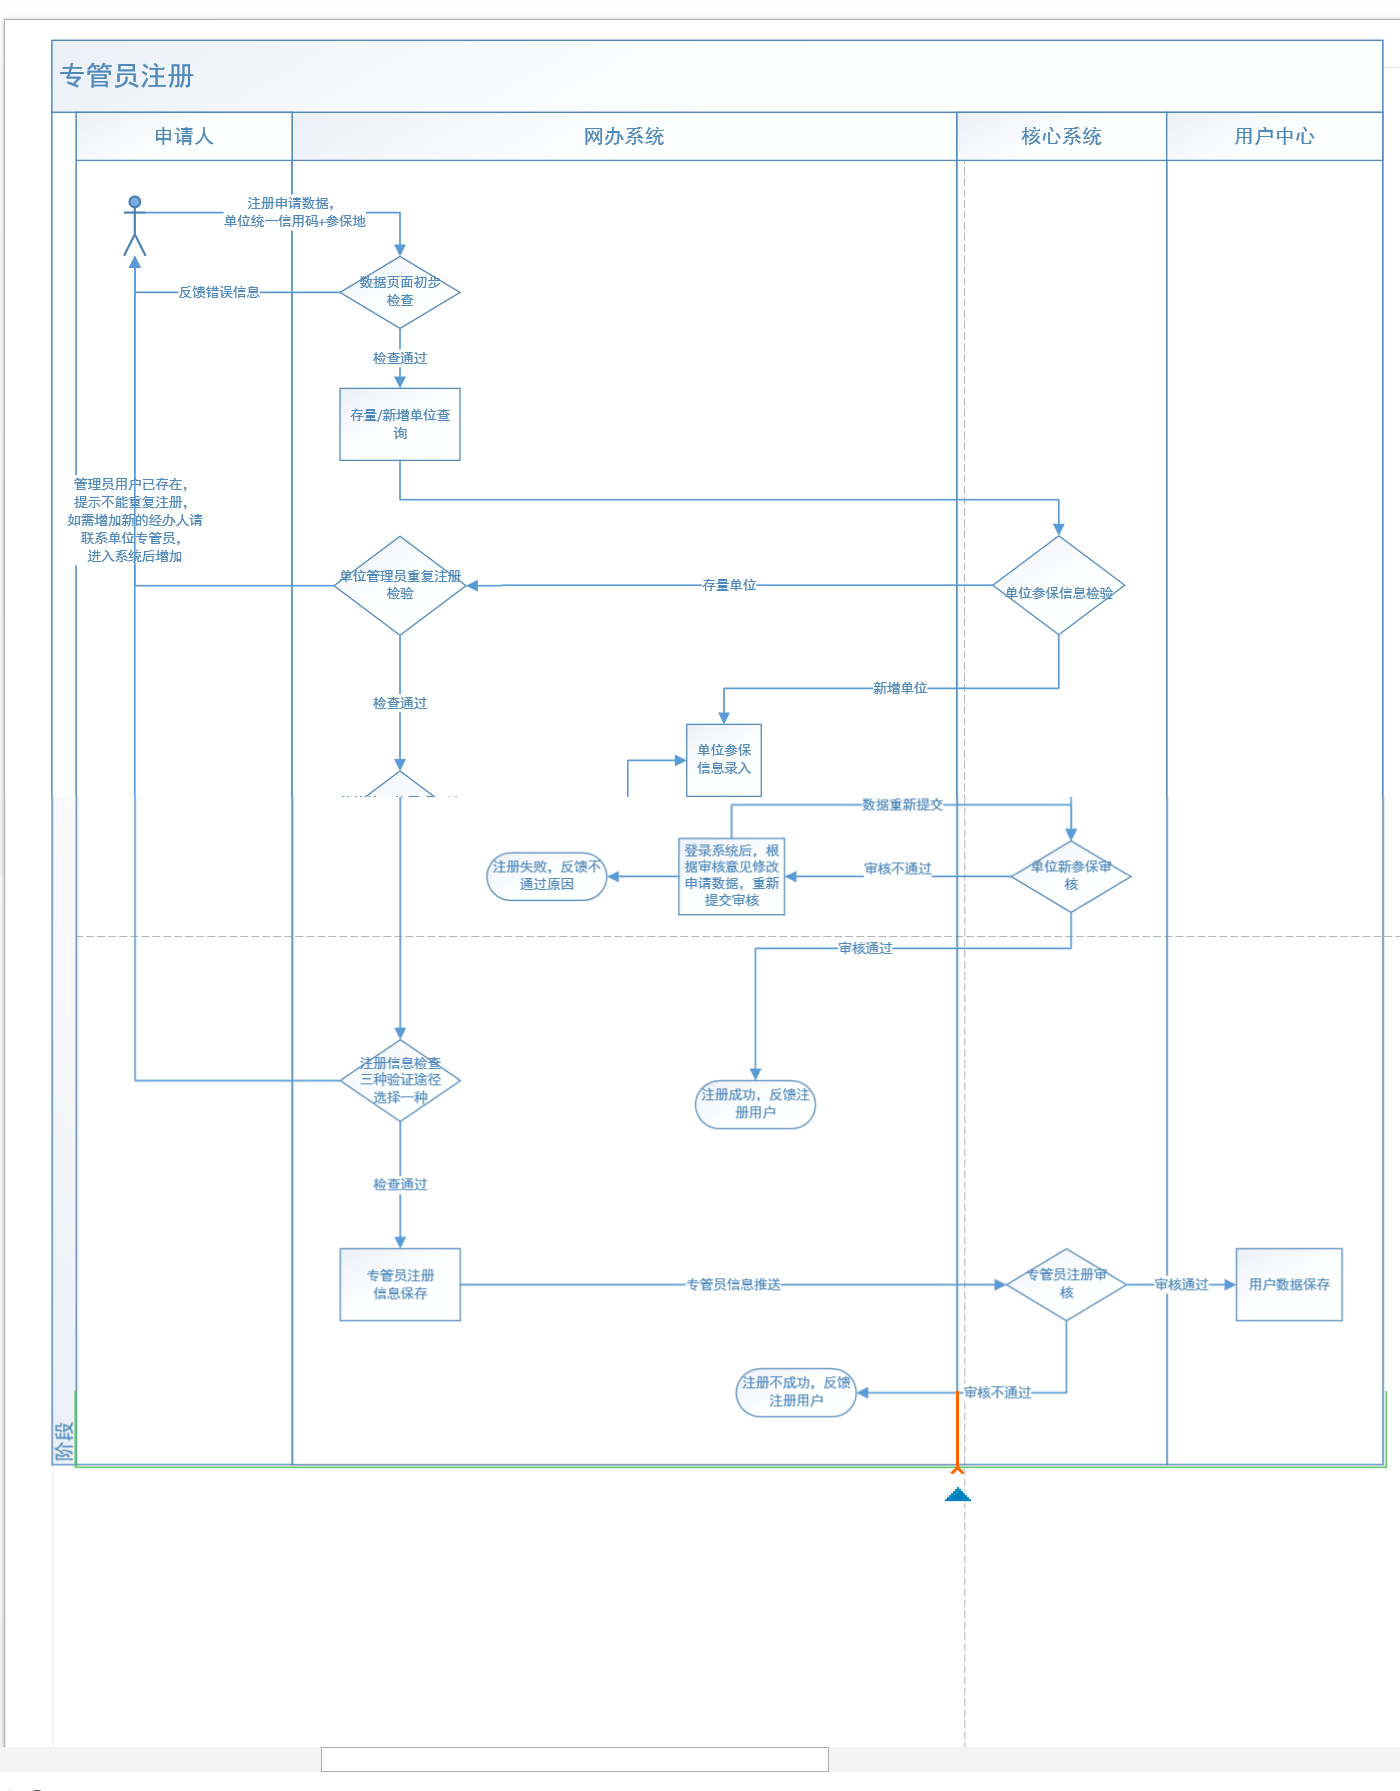 专管员注册
申请人
网办系统
核心系统
用户中心
注册申请数据，
单位统一信用码+参保地
数据页面初步
检查
反馈错误信息
检查通过
存量/新增单位查
询
管理员用户已存在，
提示不能重复注册，
如需增加新的经办人请
联系单位专管员，
进入系统后增加
单位管理员重复注册
检验
存量单位
单位参保信息检验
新增单位
检查通过
单位参保
信息录入
数据重新提交
登录系统后，根
据审核意见修改
申请数据，重新
提交审核
注册失败，反馈不
通过原因
审核不通过
单位新参保审
核
审核通过
注册信息检查
三种验证途径
选择一种
注册成功，反馈注
册用户
检查通过
专管员注册
信息保存
专管员信息推送
专管员注册审
核
审核通过
用户数据保存
注册不成功，反馈
注册用户
审核不通过
阶段